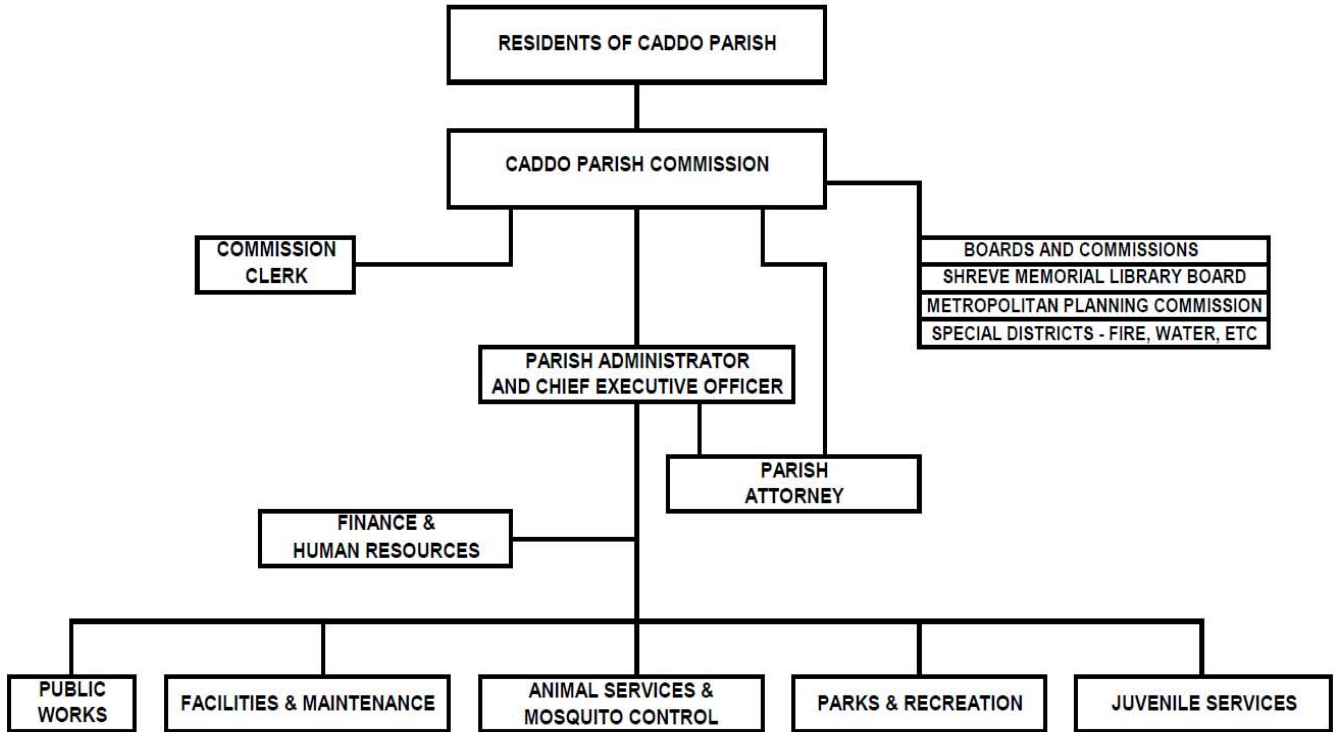 RESIDENTS OF CADDO PARISH
CADDO PARISH COMMISSION
COMMISSION
CLERK
BOARDS AND COMMISSIONS
SHREVE MEMORIAL LIBRARY BOARD
METROPOLITAN PLANNING COMMISSION
SPECIAL DISTRICTS - FIRE, WATER, ETC
PARISH ADMINISTRATOR
AND CHIEF EXECUTIVE OFFICER
PARISH
ATTORNEY
FINANCE &
HUMAN RESOURCES
PUBLIC
WORKS
FACILITIES & MAINTENANCE
ANIMAL SERVICES &
MOSQUITO CONTROL
PARKS & RECREATION
JUVENILE SERVICES